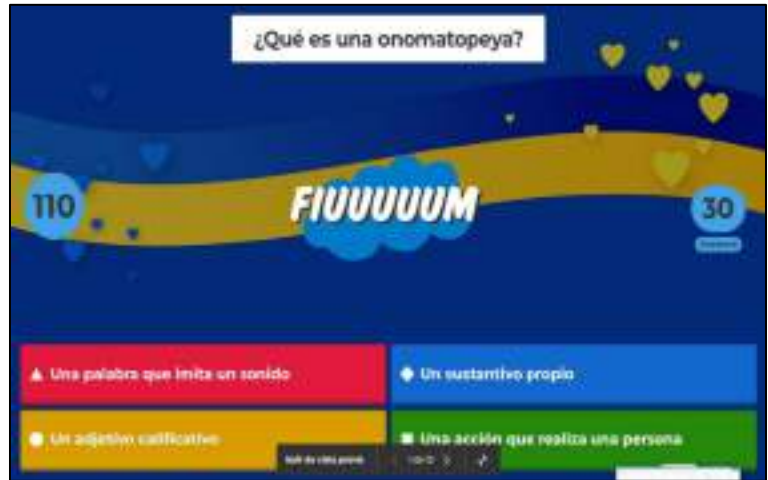 ¿Qué es una onomatopeya?
110
FIUUUUUM
30
▲ Una palabra que imita un sonido
◆ Un sustantivo propio
● Un adjetivo calificativo
■ Una acción que realiza una persona